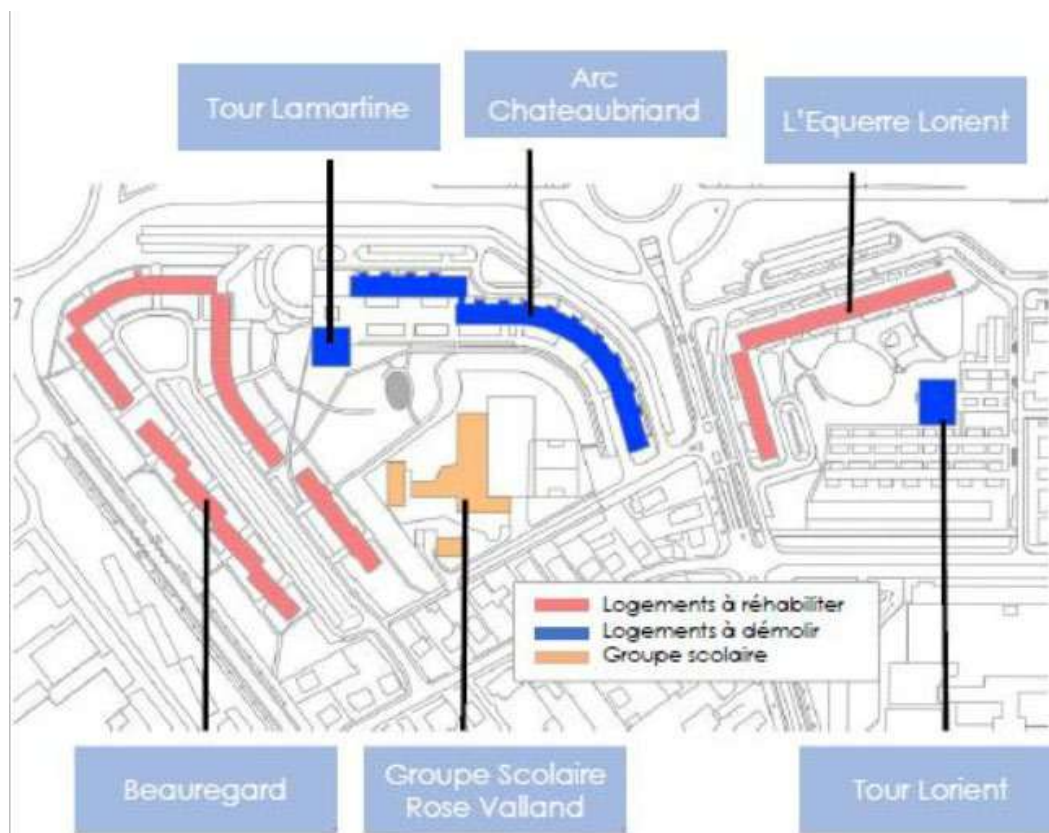 Tour Lamartine
Arc
Chateaubriand
L'Equerre Lorient
7
Logements à réhabiliter
Logements à démolir
Groupe scolaire
Beauregard
Groupe Scolaire
Rose Valland
Tour Lorient